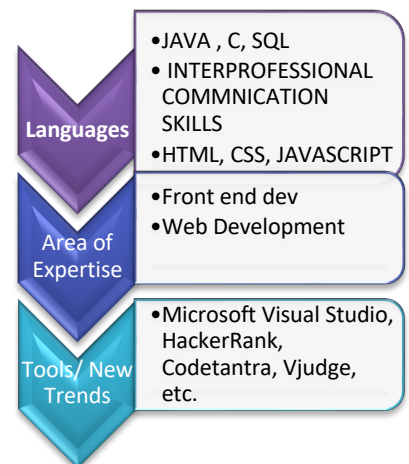 Languages
•JAVA , C, SQL
• INTERPROFESSIONAL
COMMNICATION
SKILLS
•HTML, CSS, JAVASCRIPT
Area of
Expertise
•Front end dev
•Web Development
Tools/ New
Trends
•Microsoft Visual Studio,
HackerRank,
Codetantra, Vjudge,
etc.